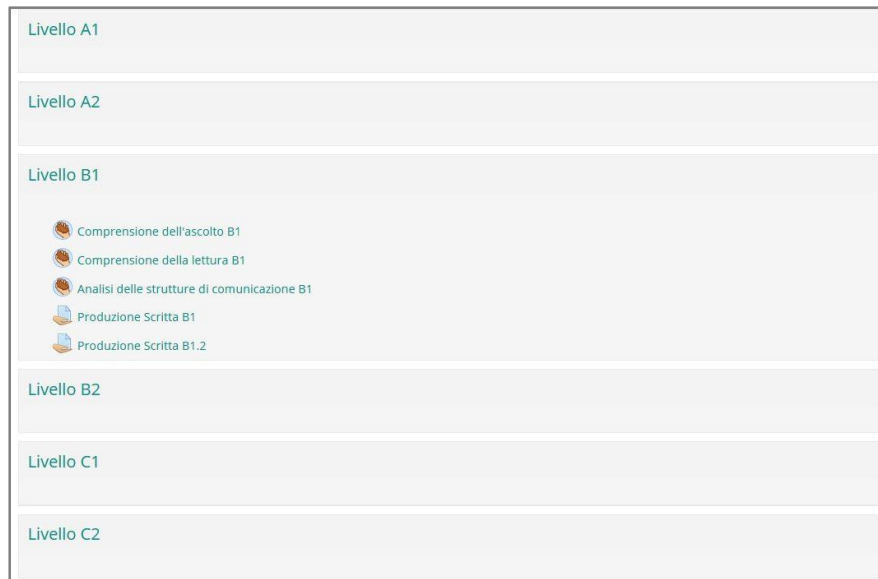 Livello A1
Livello A2
Livello B1
Comprensione dell'ascolto B1
Comprensione della lettura B1
Analisi delle strutture di comunicazione B1
Produzione Scritta B1
Produzione Scritta B1.2
Livello B2
Livello C1
Livello C2